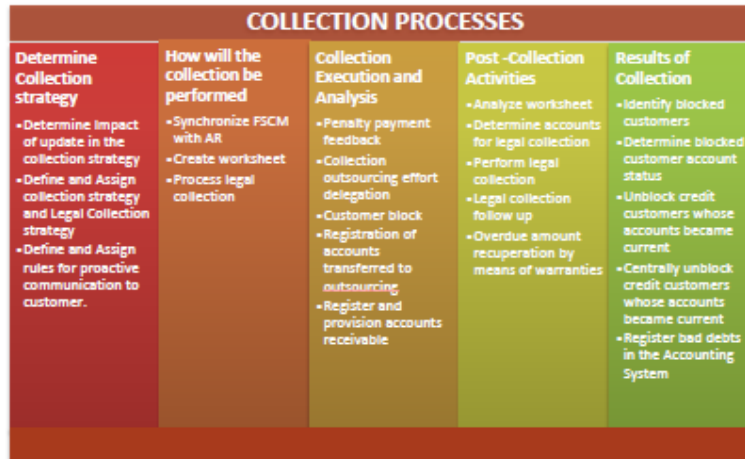 COLLECTION PROCESSES
Determine
Collection
strategy
▪Determine Impact
of update in the
collection strategy
▪Define and Assign
collection strategy
and Legal Collection
strategy
▪Define and Assign
rules for proactive
communication to
customer.
How will the
collection be
performed
▪Synchronize FSCM
with AR
▪Create worksheet
▪Process legal
collection
Collection
Execution and
Analysis
▪Penalty payment
feedback
▪Collection
outsourcing effort
delegation
▪Customer block
▪Registration of
accounts
transferred to
outsourcing
▪Register and
provision accounts
receivable
Post -Collection
Activities
▪Analyze worksheet
▪Determine accounts
for legal collection
▪Perform legal
collection
▪Legal collection
follow up
▪Overdue amount
recuperation by
means of warranties
Results of
Collection
▪Identify blocked
customers
▪Determine blocked
customer account
status
▪Unblock credit
customers whose
accounts became
current
▪Centrally unblock
credit customers
whose accounts
became current
▪Register bad debts
in the Accounting
System